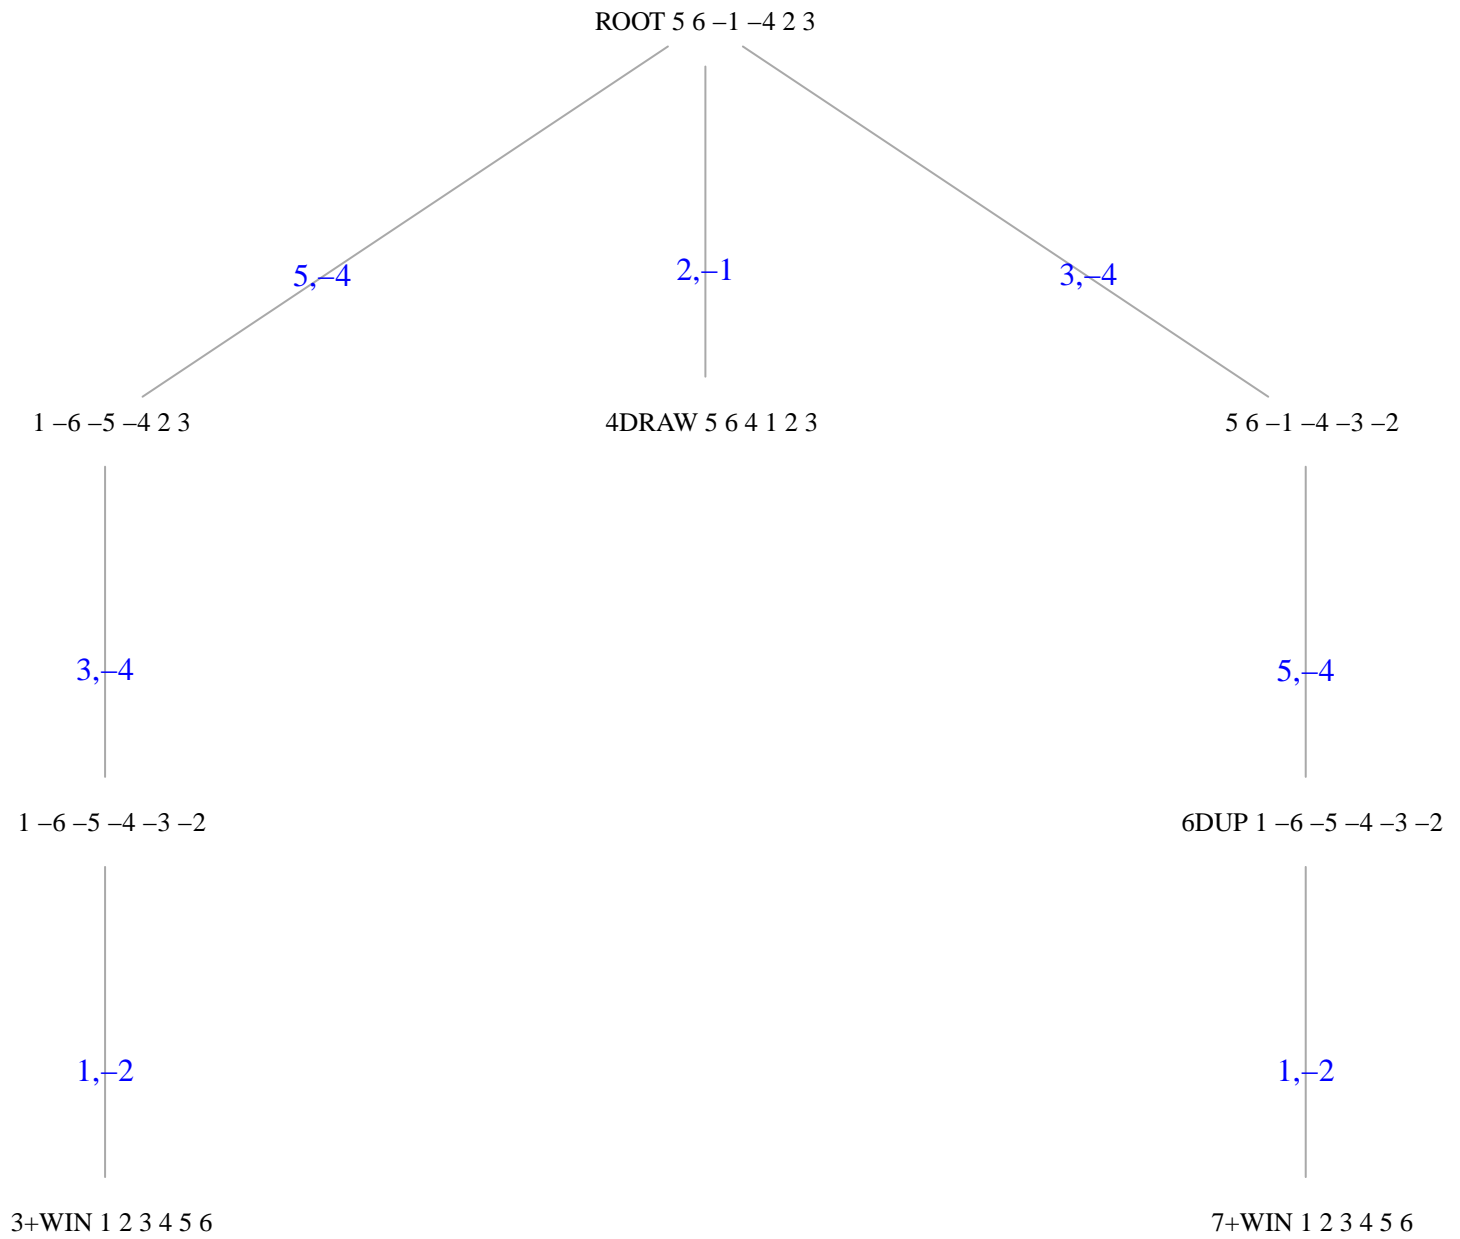 ROOT 5 6 –1 –4 2 3
5,–4
2,–1
3,–4
1 –6 –5 –4 2 3
4DRAW 5 6 4 1 2 3
5 6 –1 –4 –3 –2
3,–4
5,–4
1 –6 –5 –4 –3 –2
6DUP 1 –6 –5 –4 –3 –2
1,–2
1,–2
3+WIN 1 2 3 4 5 6
7+WIN 1 2 3 4 5 6